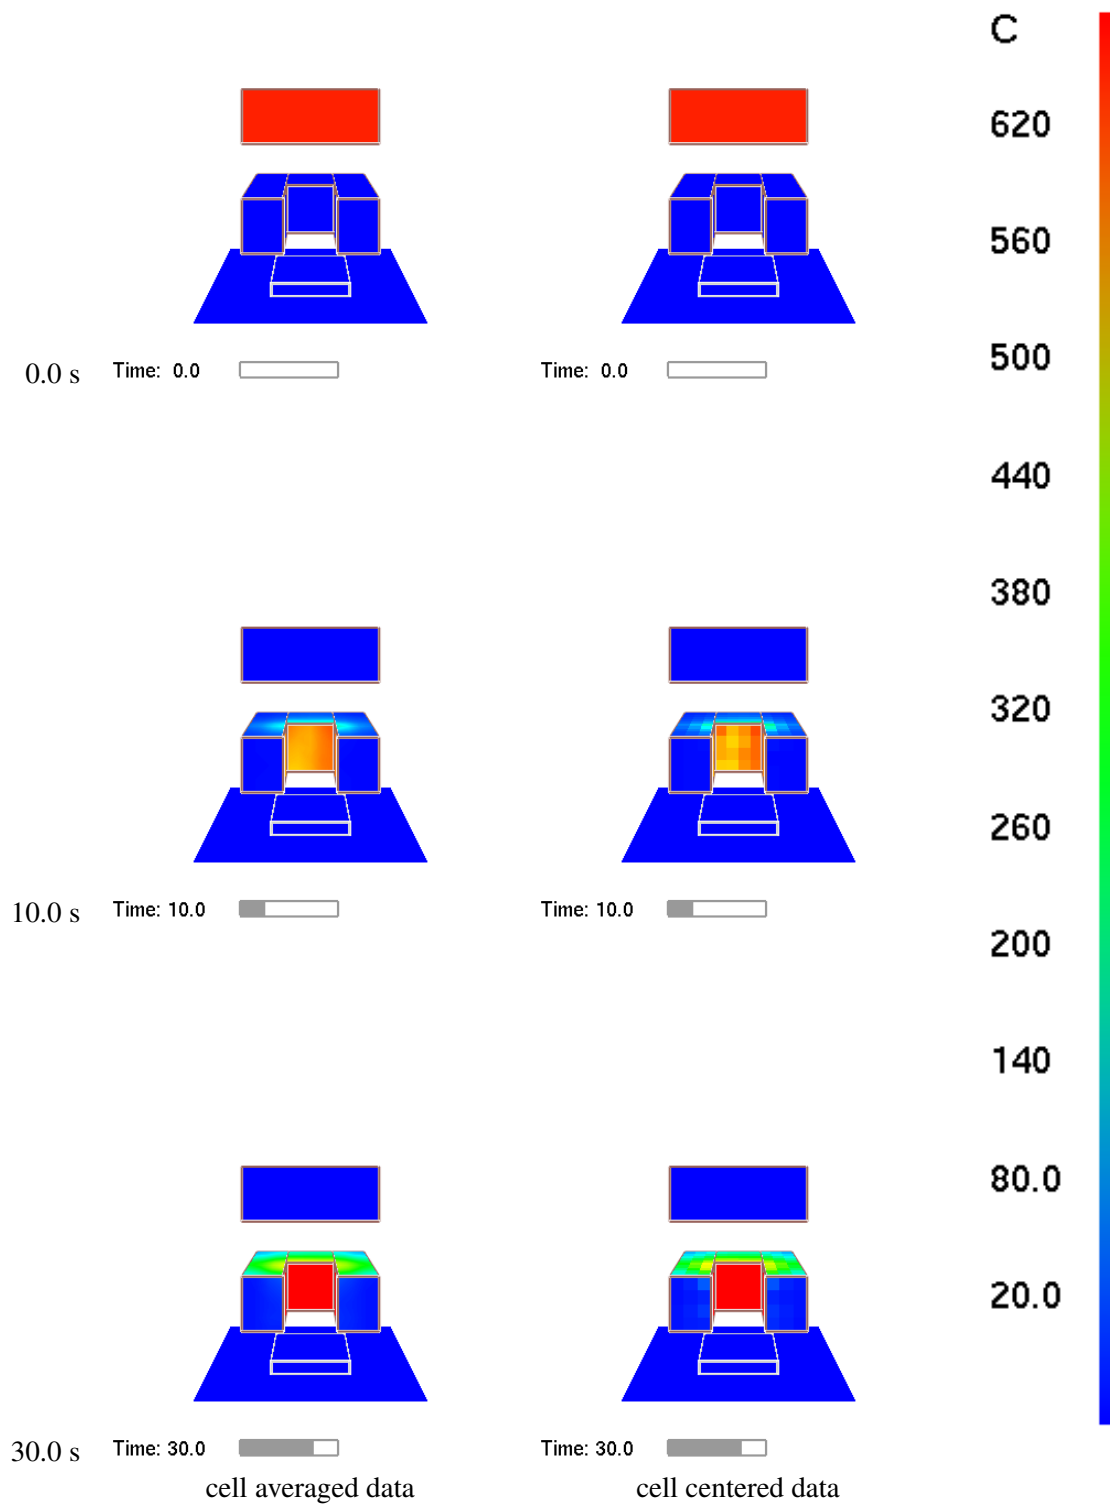 C
620
560
500
0.0 s Time: 0.0 Time: 0.0
440
380
320
260
10.0 s Time: 10.0 Time: 10.0
200
140
80.0
20.0
30.0 s Time: 30.0 Time: 30.0
cell averaged data cell centered data